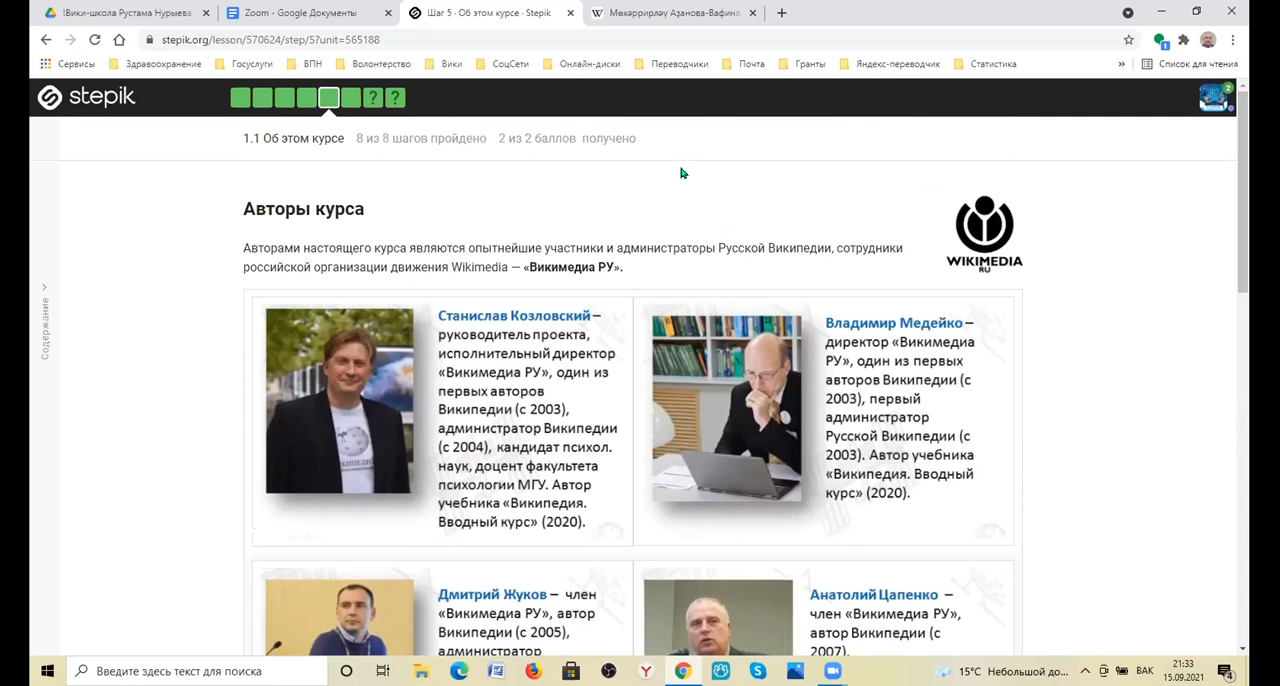 !Вики-школа Рустама Нурыева
Zoom - Google Документы
Шаг 5 · Об этом курсе · Stepik
Мөхәррирләү Аҙанова-Вафина
stepik.org/lesson/570624/step/5?unit=565188
Сервисы
Здравоохранение
Госуслуги
ВПН
Волонтерство
Вики
СоцСети
Онлайн-диски
Переводчики
Почта
Гранты
Яндекс-переводчик
Статистика
»
Список для чтения
stepik
? ?
2
1.1 Об этом курсе 8 из 8 шагов пройдено 2 из 2 баллов получено
Содержание
Авторы курса
Авторами настоящего курса являются опытнейшие участники и администраторы Русской Википедии, сотрудники
российской организации движения Wikimedia — «Викимедиа РУ».
WIKIMEDIA
RU
Станислав Козловский –
руководитель проекта,
исполнительный директор
«Викимедиа РУ», один из
первых авторов
Википедии (с 2003),
администратор Википедии
(с 2004), кандидат психол.
наук, доцент факультета
психологии МГУ. Автор
учебника «Википедия.
Вводный курс» (2020).
Владимир Медейко –
директор «Викимедиа
РУ», один из первых
авторов Википедии (с
2003), первый
администратор
Русской Википедии (с
2003). Автор учебника
«Википедия. Вводный
курс» (2020).
Дмитрий Жуков – член
«Викимедиа РУ», автор
Википедии (с 2005),
администратор
Анатолий Цапенко –
член «Викимедиа РУ»,
автор Википедии (с
2007).
Введите здесь текст для поиска
15°C Небольшой до...
ВАК
21:33
15.09.2021
4